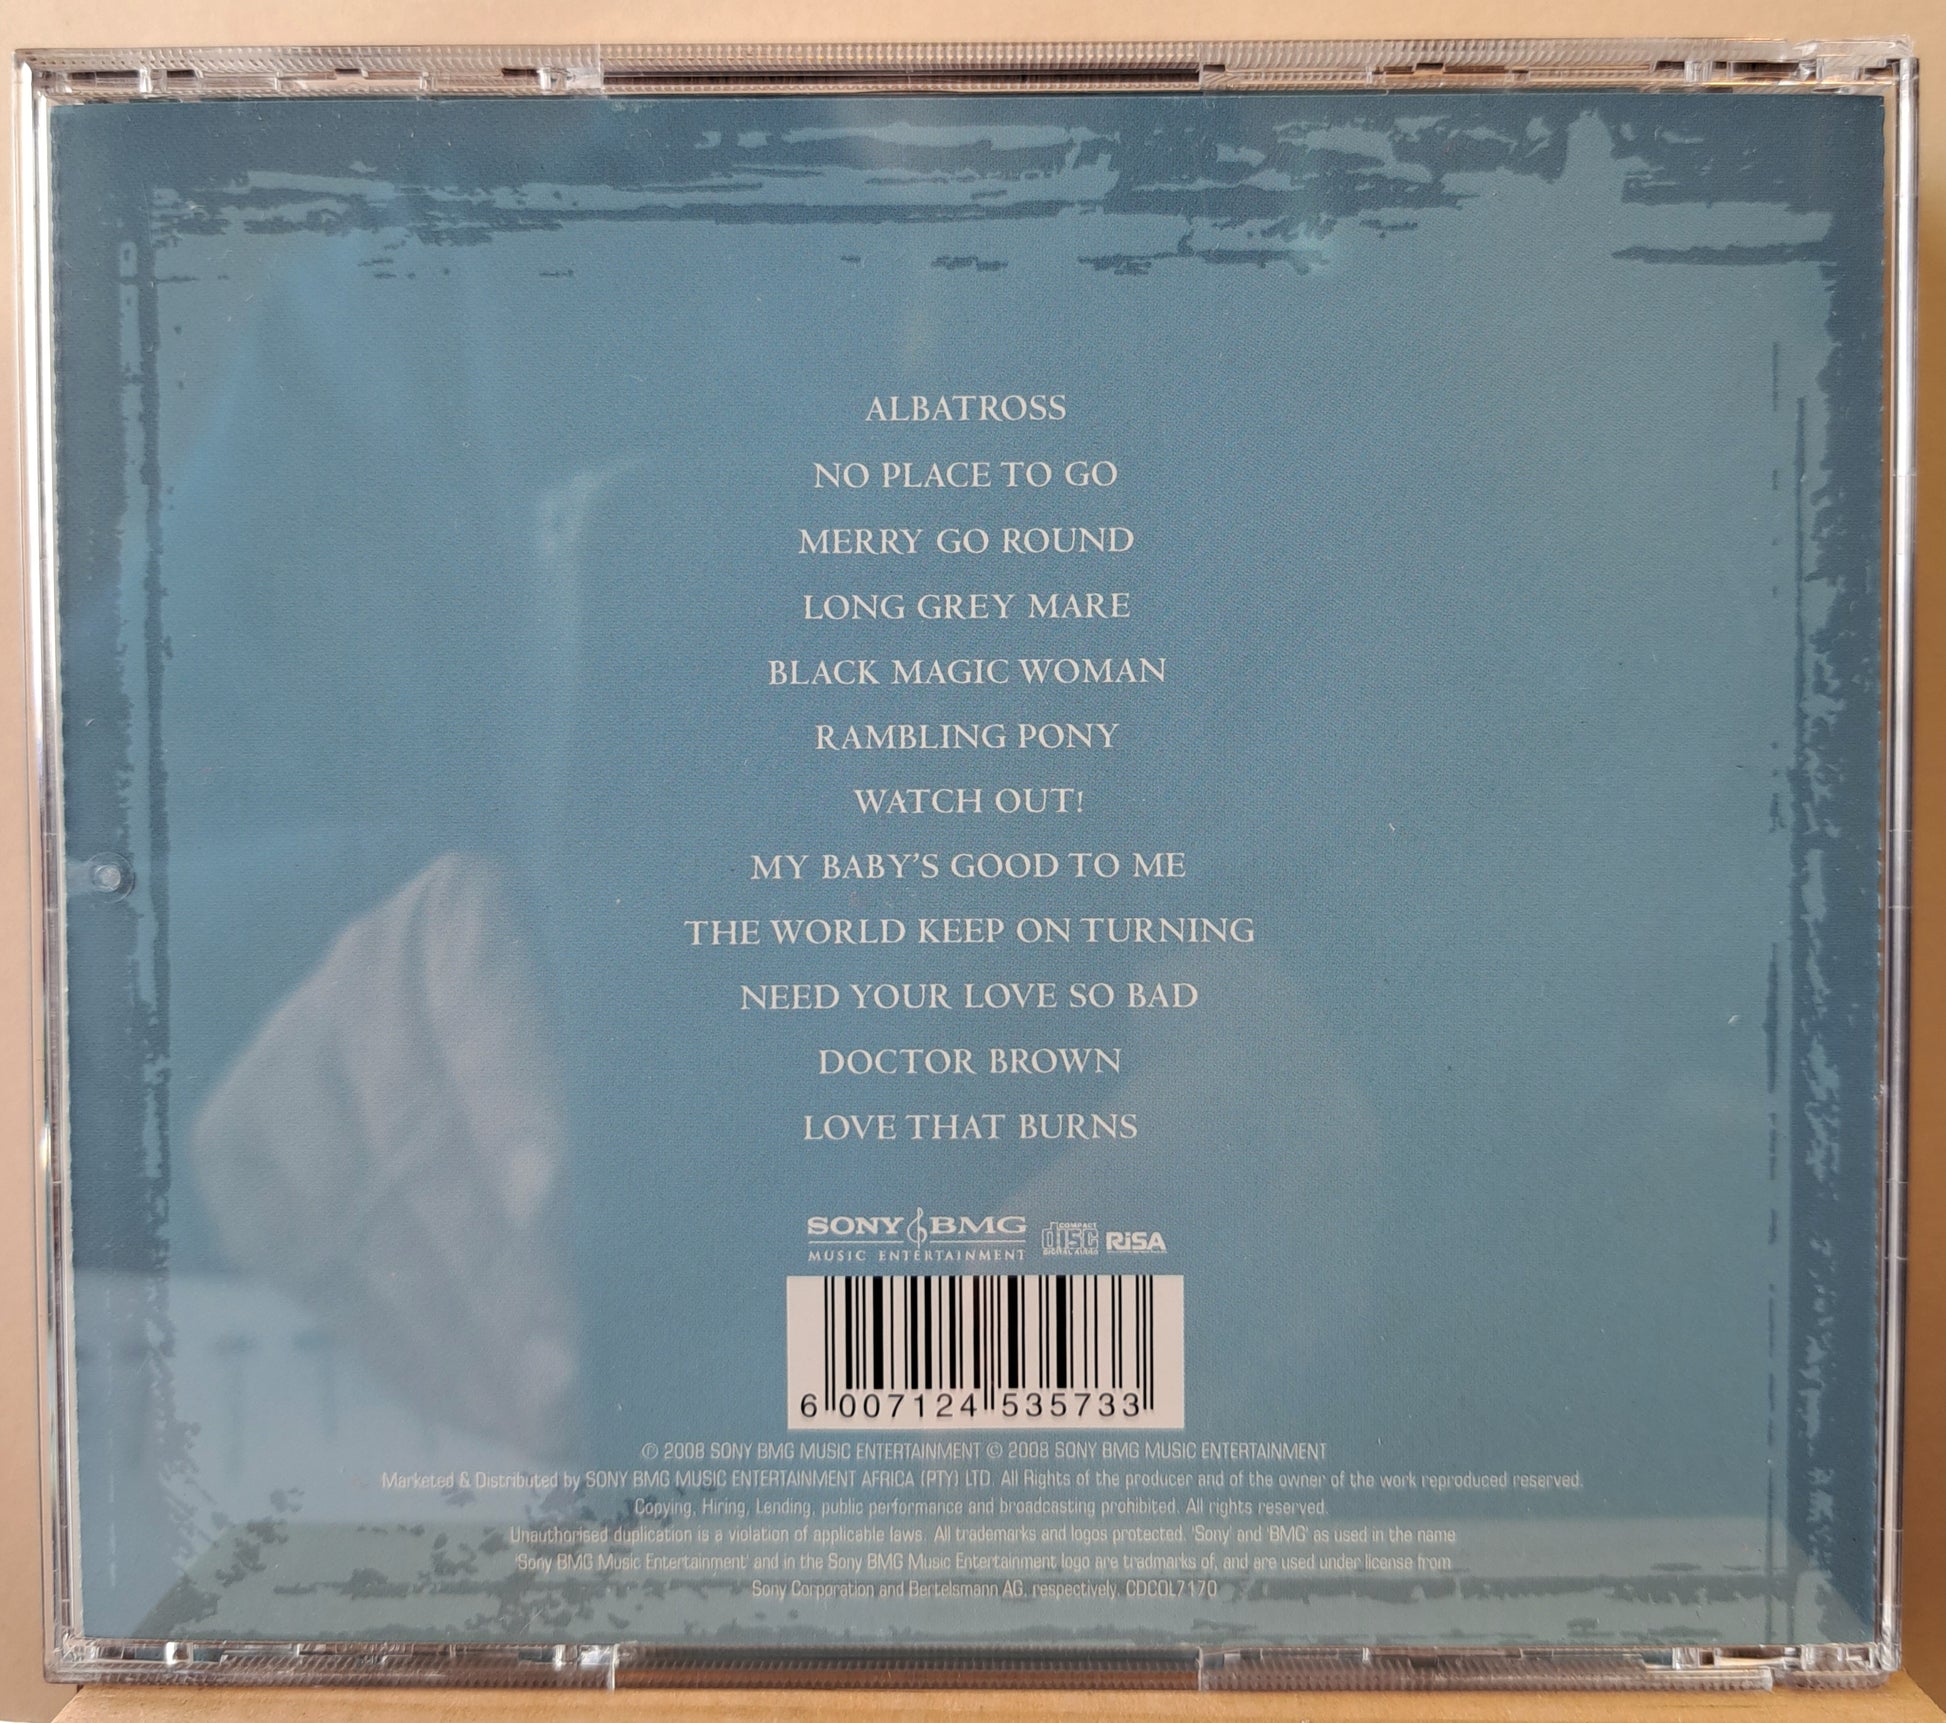 ALBATROSS
NO PLACE TO GO
MERRY GO ROUND
LONG GREY MARE
BLACK MAGIC WOMAN
RAMBLING PONY
WATCH OUT!
MY BABY'S GOOD TO ME
THE WORLD KEEP ON TURNING
NEED YOUR LOVE SO BAD
DOCTOR BROWN
LOVE THAT BURNS
SONY BMG
MUSIC ENTERTAINMENT
COMPACT
DISC
DIGITAL AUDIO
RiSA
6 007124 535733
℗ 2008 SONY BMG MUSIC ENTERTAINMENT © 2008 SONY BMG MUSIC ENTERTAINMENT
Marketed & Distributed by SONY BMG MUSIC ENTERTAINMENT AFRICA (PTY) LTD. All Rights of the producer and of the owner of the work reproduced reserved.
Copying, Hiring, Lending, public performance and broadcasting prohibited. All rights reserved.
Unauthorised duplication is a violation of applicable laws. All trademarks and logos protected. 'Sony' and 'BMG' as used in the name
'Sony BMG Music Entertainment' and in the Sony BMG Music Entertainment logo are tradmarks of, and are used under license from
Sony Corporation and Bertelsmann AG, respectively. CDCOL7170